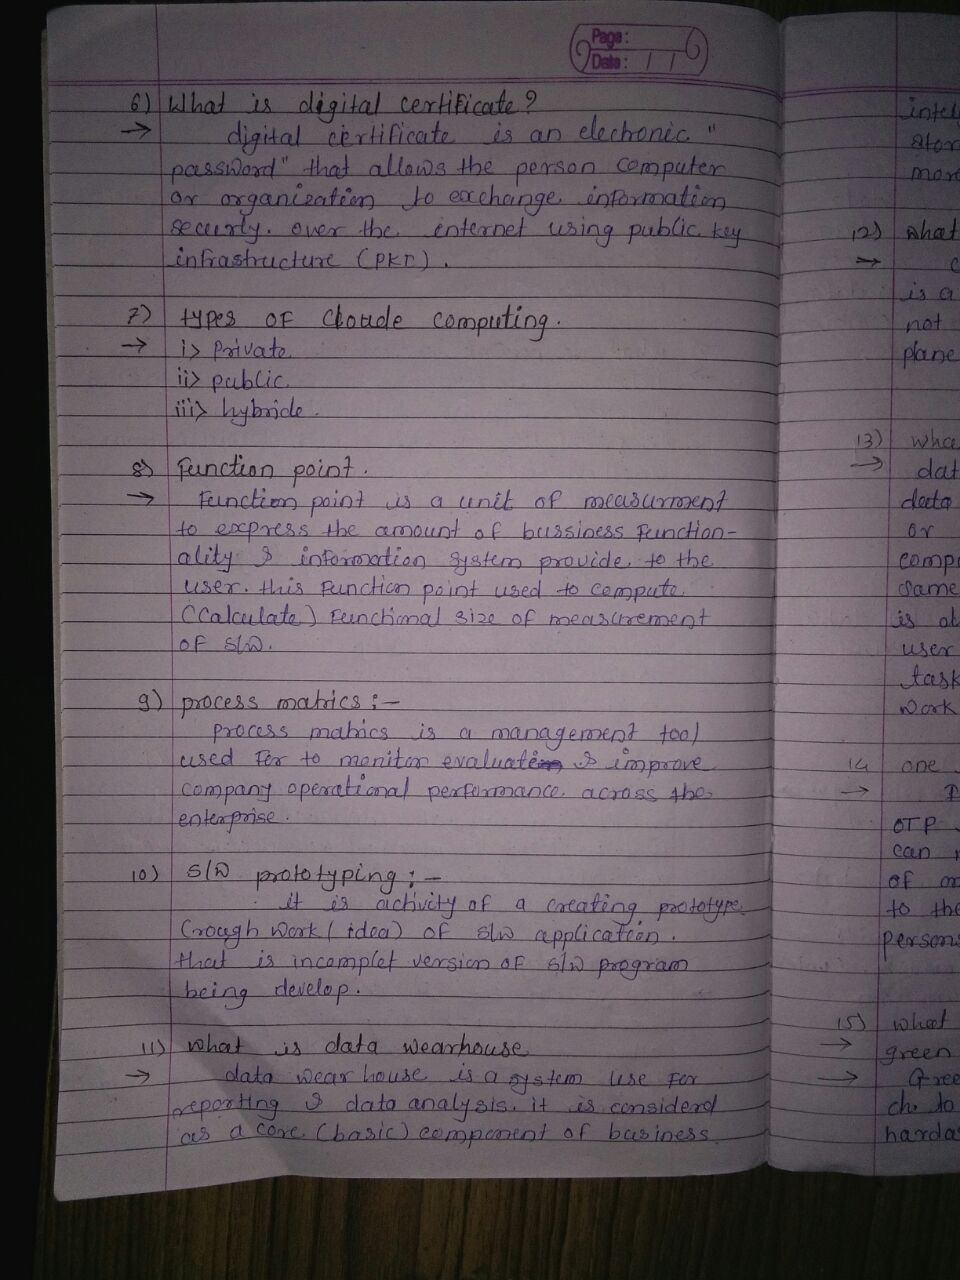 Page:
Date: / /
6) What is digital certificate?
→ digital certificate is an elechonic "
password" that allows the person computer
or organization to exchange information
securly. over the internet using public key
infrastructure (PKI).
7) types of Cloude computing.
→ i> Private
ii> public
iii> hybride.
8) Function point.
→ Function point is a unit of measurment
to express the amount of bussiness function-
ality & information system provide to the
user. this function point used to compute
(Calculate) Functional size of measurement
of S/W.
9) process matrics :-
process matrics is a management tool
used for to monitor evaluate & improve
company operational performance across the
enterprise.
10) S/W prototyping :-
it is activity of a creating prototype
(rough work / idea) of S/W application.
that is incomplet version of S/W program
being develop.
11) what is data wearhouse
→ data wearhouse is a system use for
reporting & data analysis. it is considerd
as a core (basic) component of business
intel
stor
more
12) what
→ C
is a
not
plane
13) wha
→ dat
data
or
comp
same
is al
user
task
work
14 one
→
OTP
can
of
to the
person
15) what
→ green
→ Gree
ch to
harda